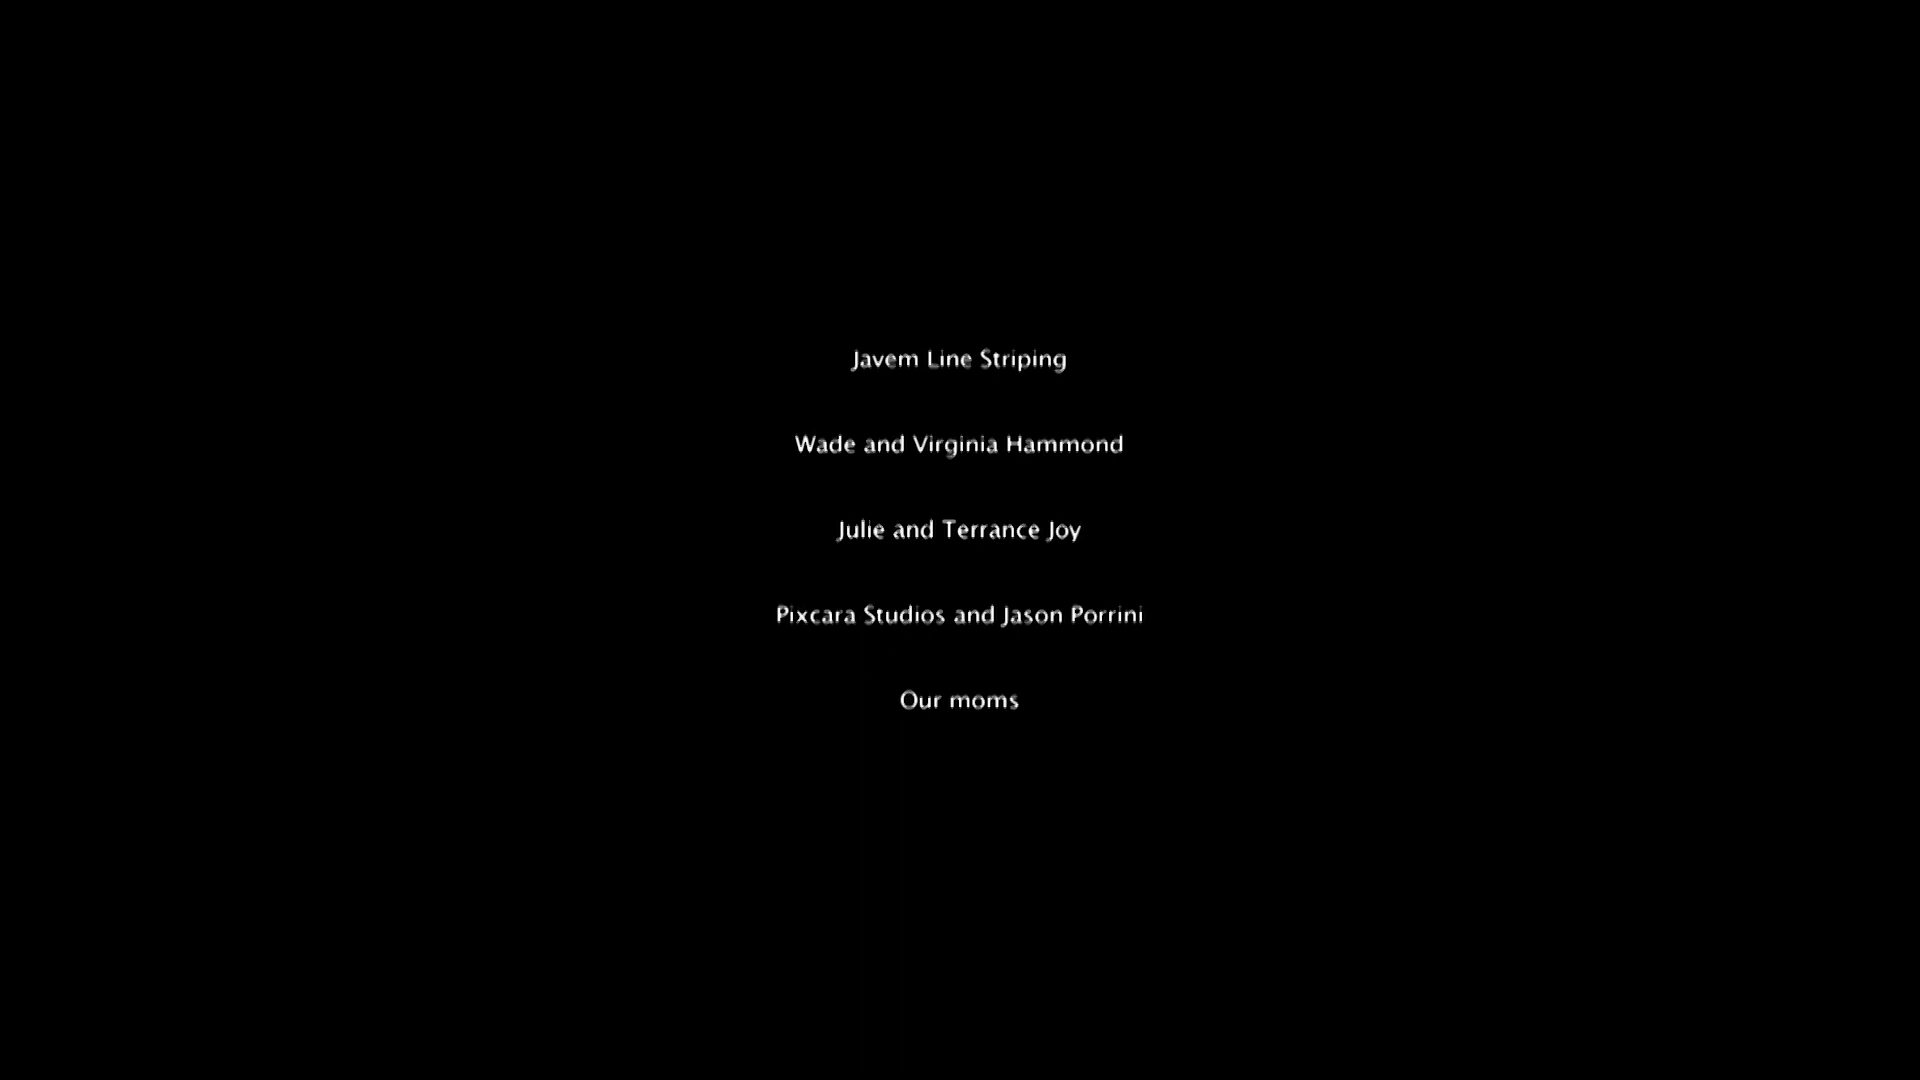 Javem Line Striping
Wade and Virginia Hammond
Julie and Terrance Joy
Pixcara Studios and Jason Porrini
Our moms